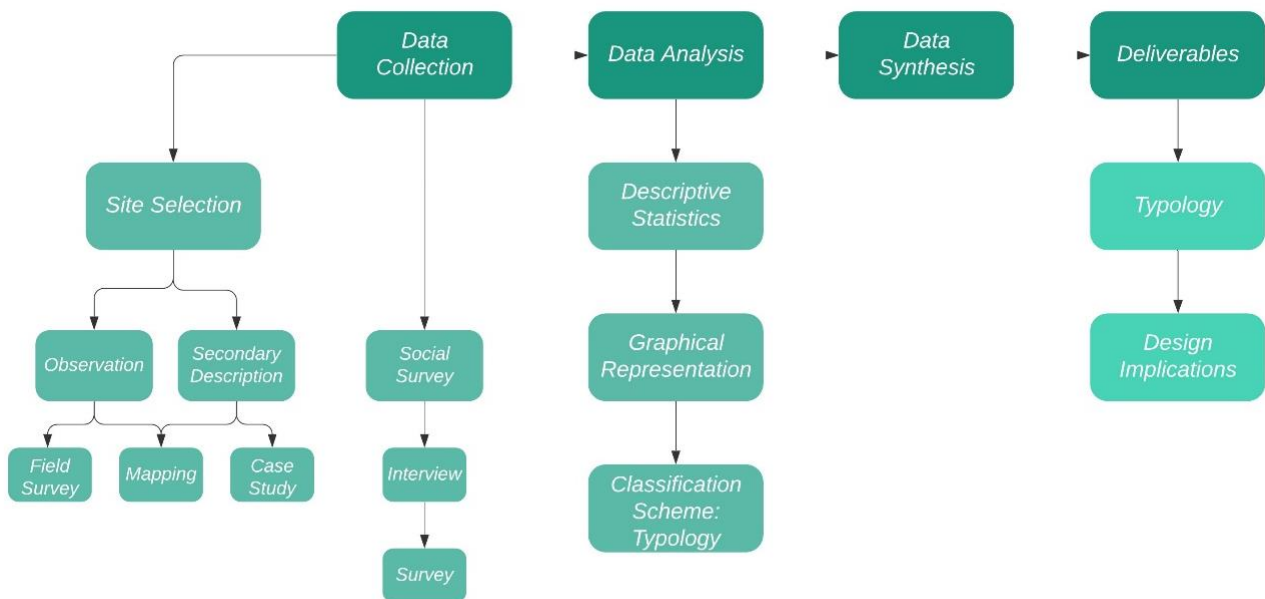 Data
Collection
Data Analysis
Data
Synthesis
Deliverables
Site Selection
Descriptive
Statistics
Typology
Observation
Secondary
Description
Social
Survey
Graphical
Representation
Design
Implications
Field
Survey
Mapping
Case
Study
Interview
Classification
Scheme:
Typology
Survey